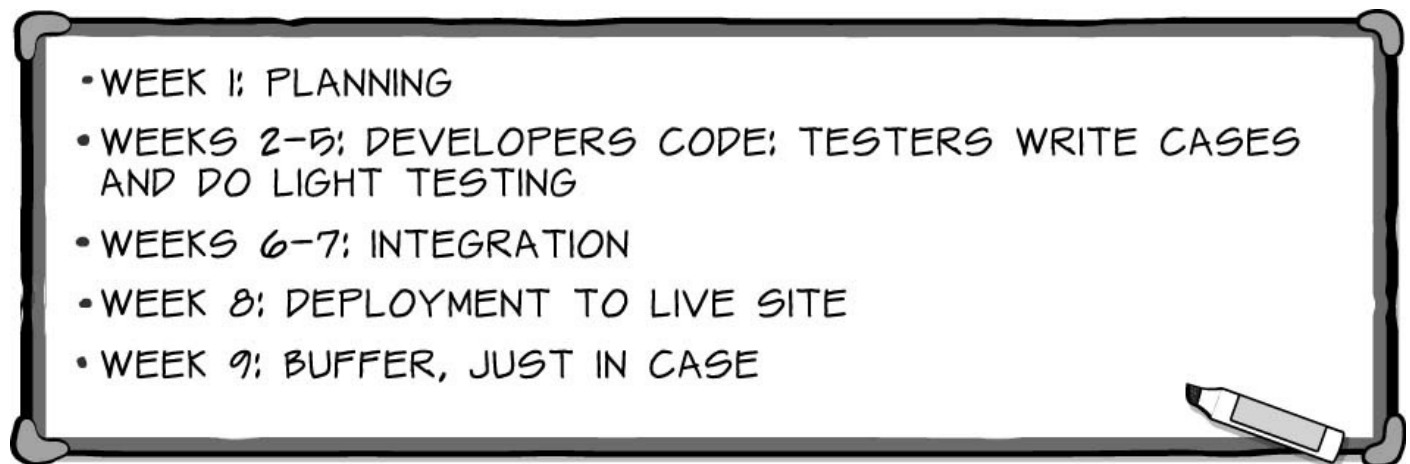 • WEEK 1: PLANNING
• WEEKS 2-5: DEVELOPERS CODE: TESTERS WRITE CASES
AND DO LIGHT TESTING
• WEEKS 6-7: INTEGRATION
• WEEK 8: DEPLOYMENT TO LIVE SITE
• WEEK 9: BUFFER, JUST IN CASE